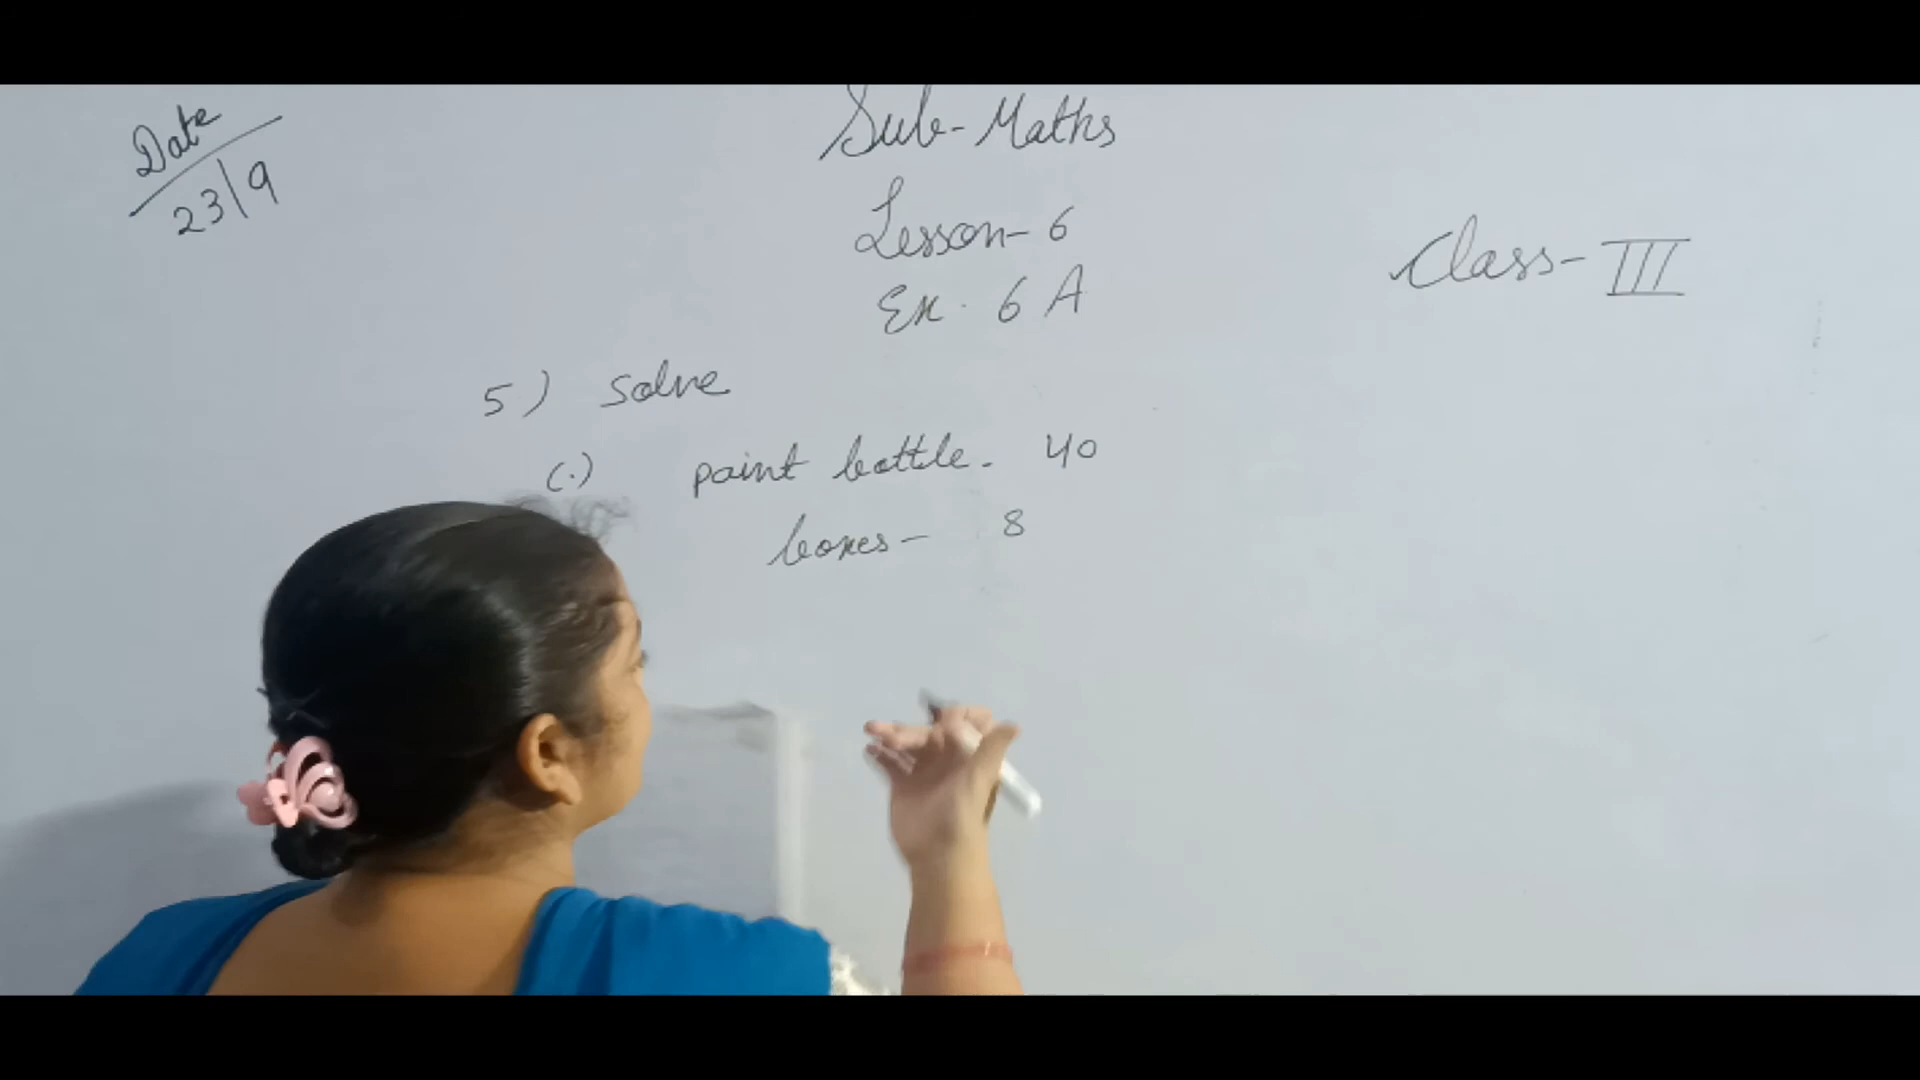 Date
23/9
Sub-Maths
Lesson-6
Ex. 6 A
Class-III
5) Solve
(.) paint bottle. 40
boxes- 8